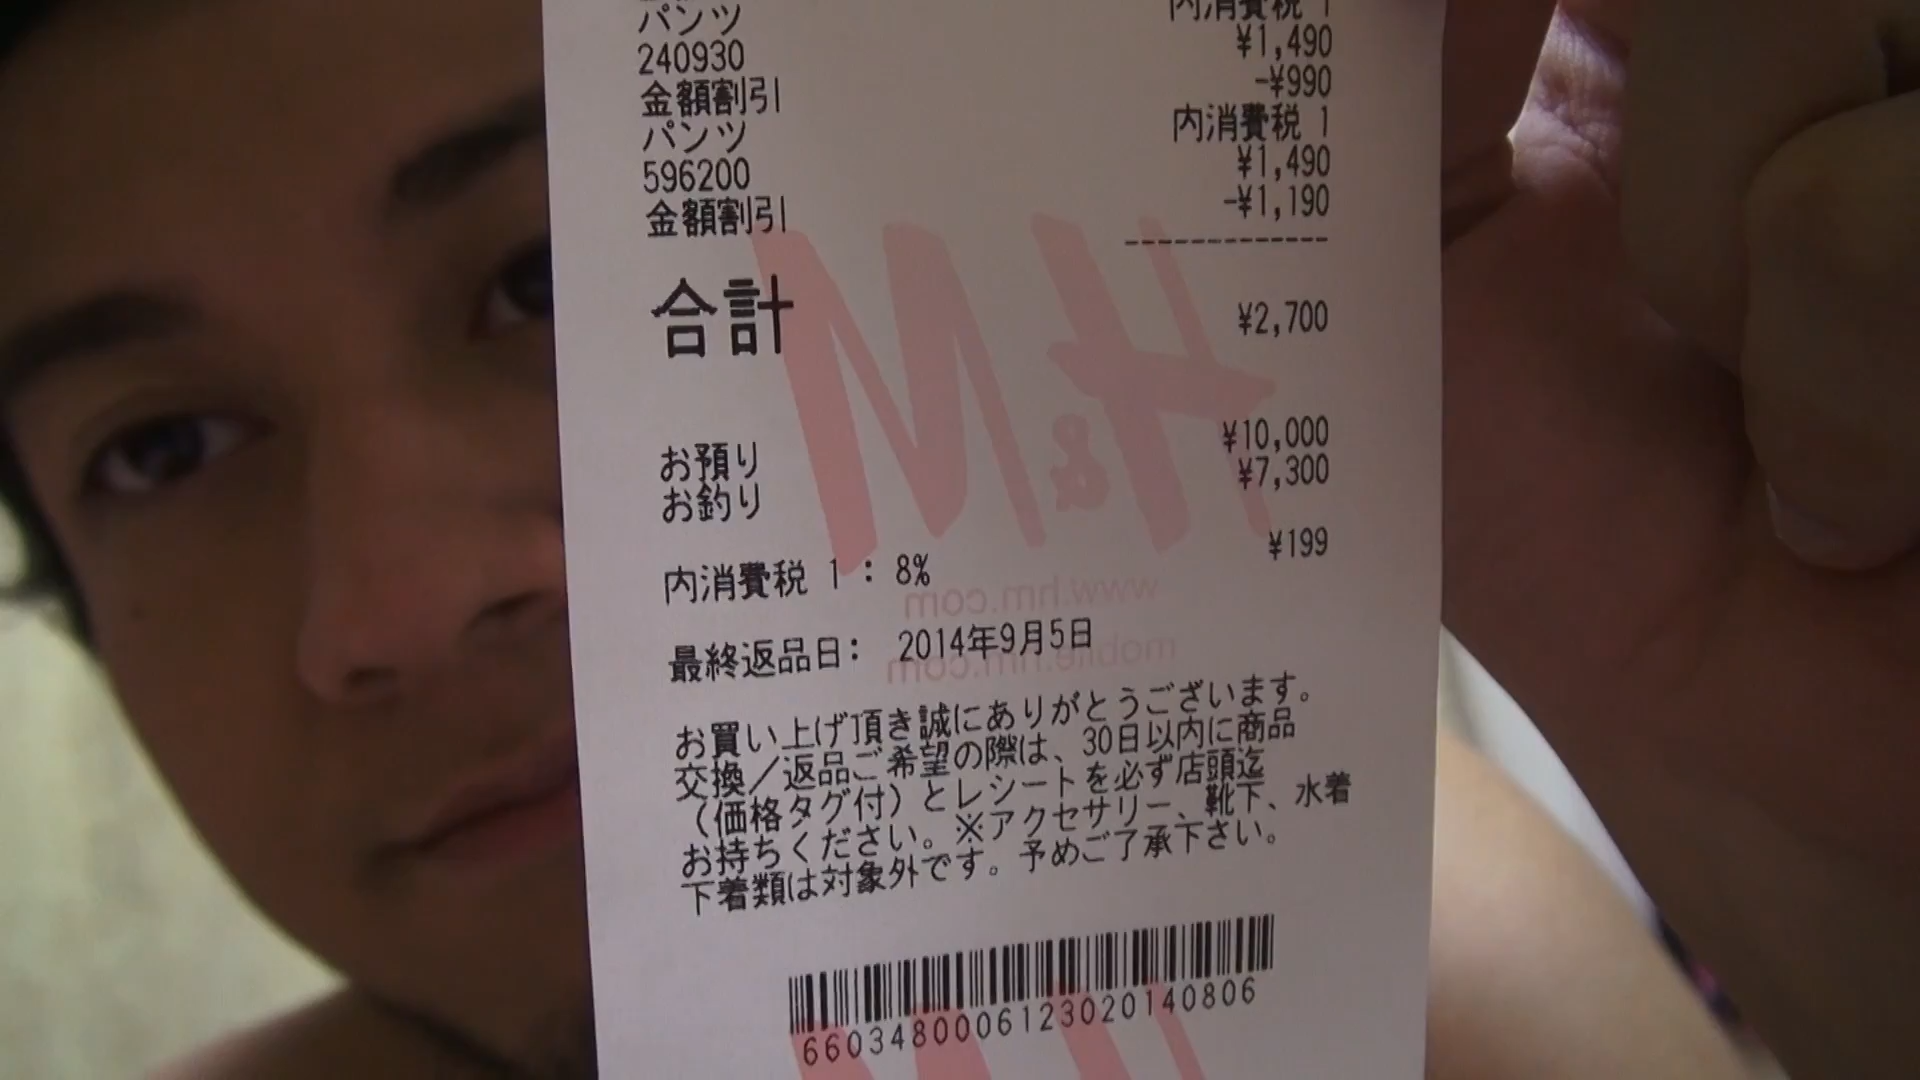 パンツ 内消費税 1
240930 ¥1,490
金額割引 -¥990
パンツ 内消費税 1
596200 ¥1,490
金額割引 -¥1,190
------------
合計 ¥2,700
お預り ¥10,000
お釣り ¥7,300
内消費税 1 : 8% ¥199
最終返品日: 2014年9月5日
お買い上げ頂き誠にありがとうございます。
交換／返品ご希望の際は、30日以内に商品
（価格タグ付）とレシートを必ず店頭迄
お持ちください。※アクセサリー、靴下、水着
下着類は対象外です。予めご了承下さい。
6603480006123020140806
H&M
www.hm.com
mobile.hm.com